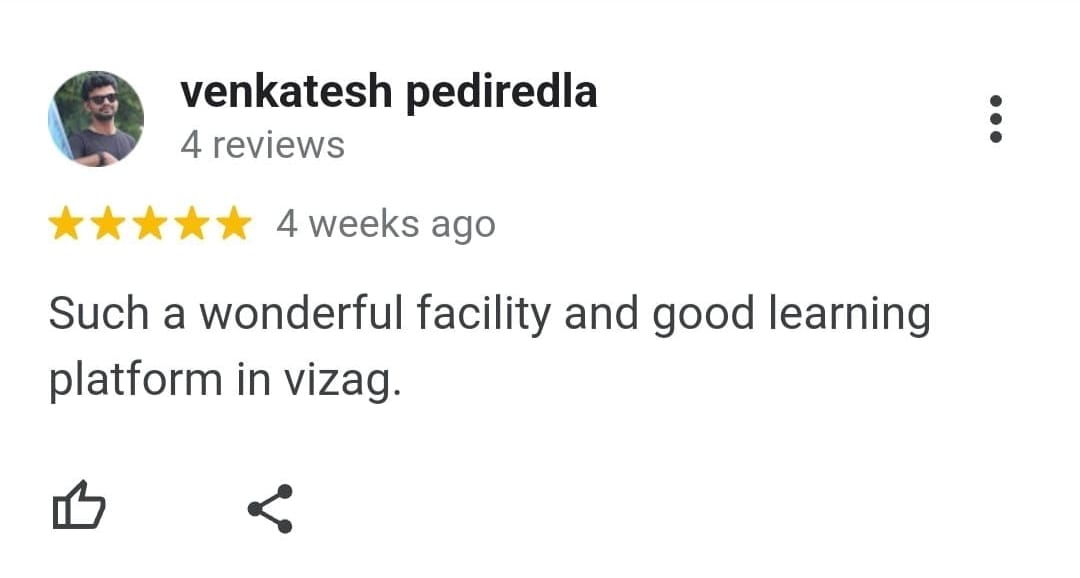 venkatesh pediredla
4 reviews
4 weeks ago
Such a wonderful facility and good learning
platform in vizag.